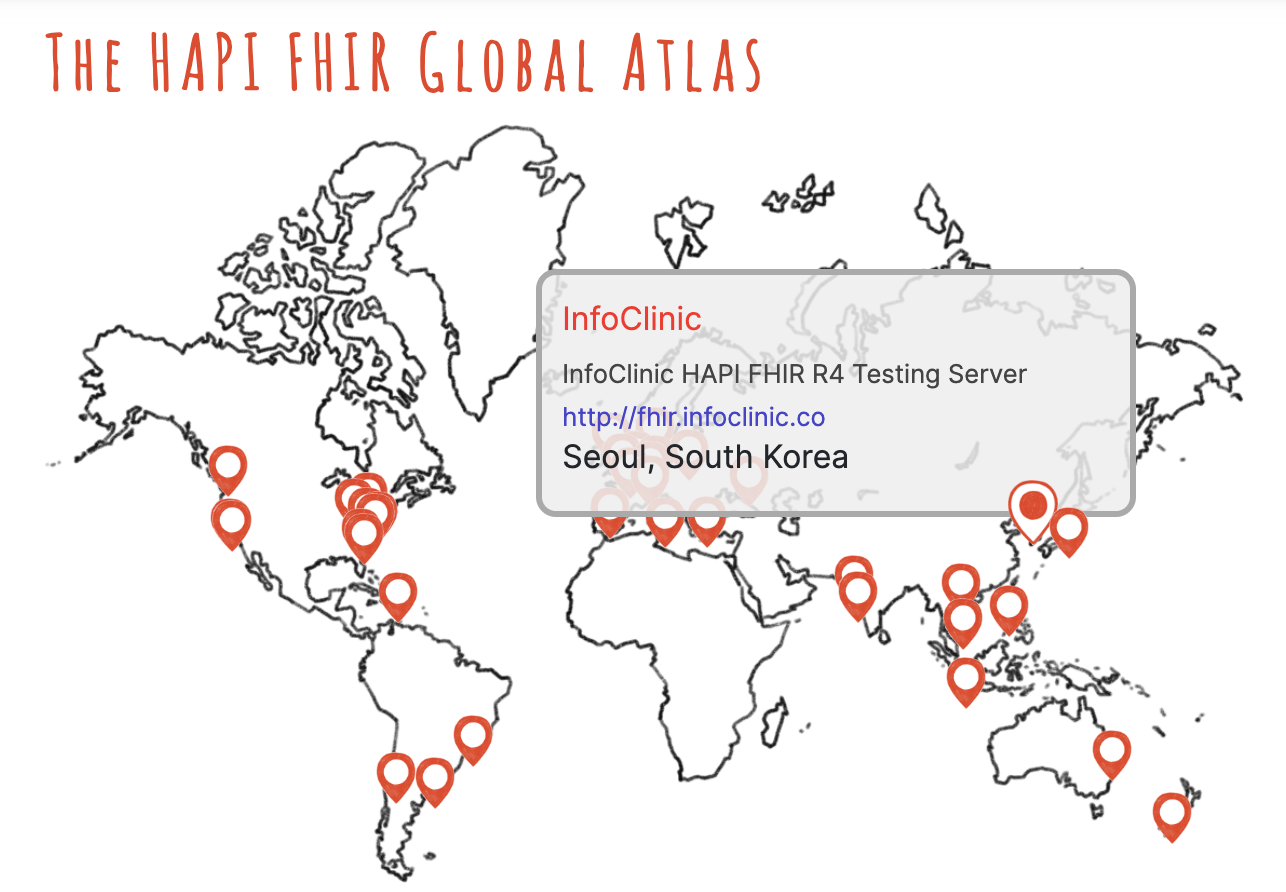 The HAPI FHIR Global Atlas
InfoClinic
InfoClinic HAPI FHIR R4 Testing Server
http://fhir.infoclinic.co
Seoul, South Korea